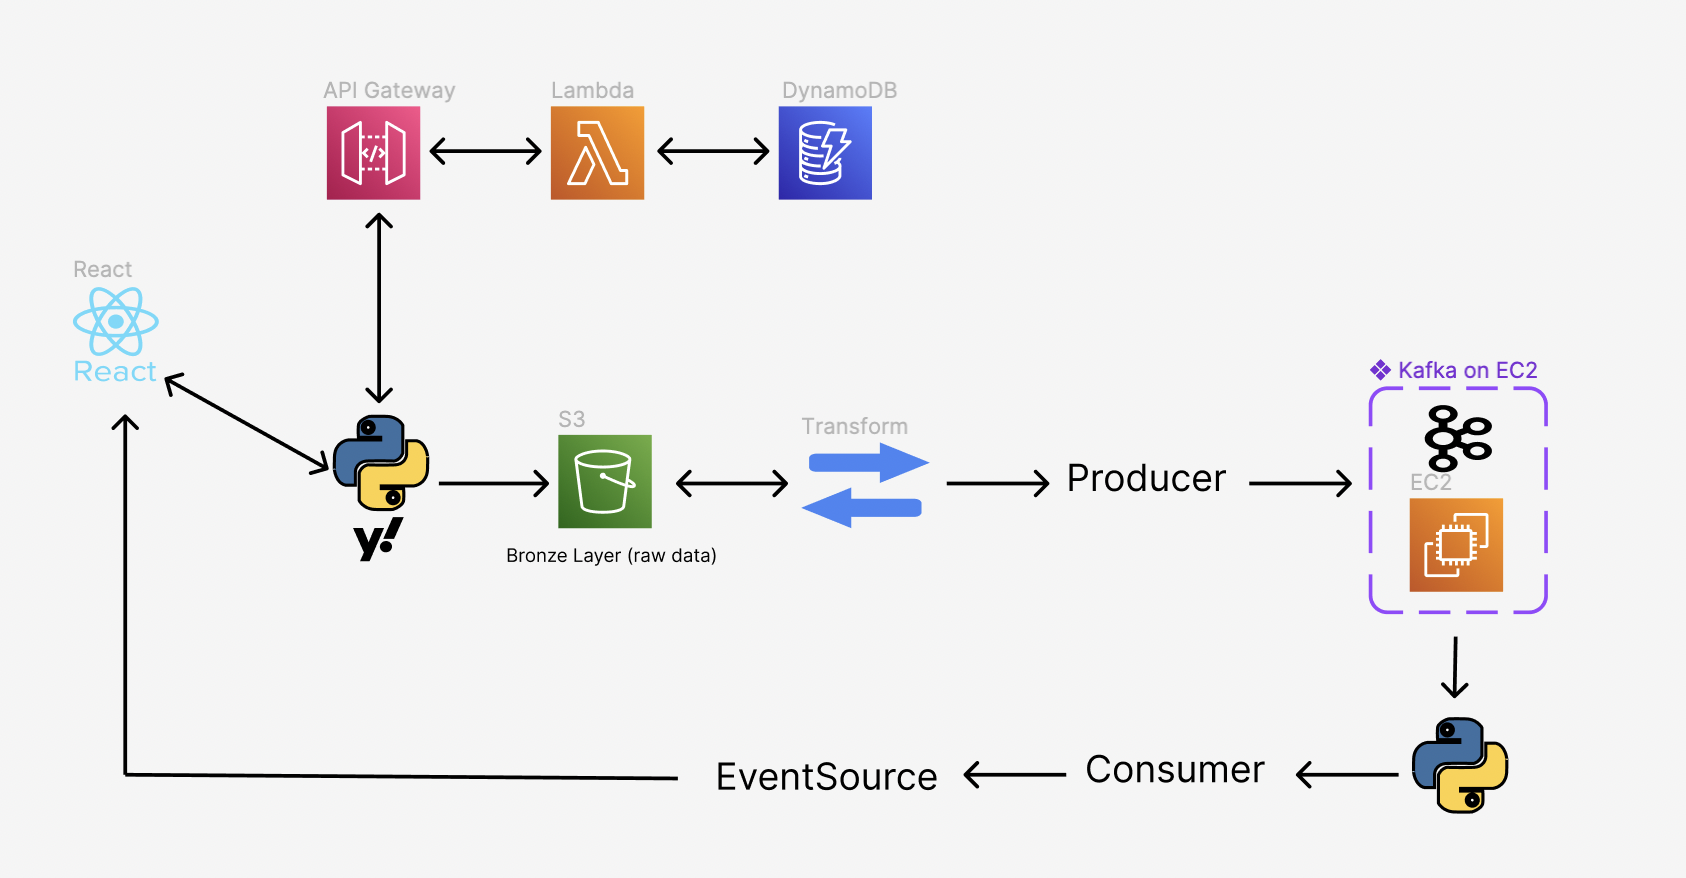 API Gateway
Lambda
DynamoDB
React
React
Kafka on EC2
S3
Transform
Producer
EC2
y!
Bronze Layer (raw data)
EventSource
Consumer